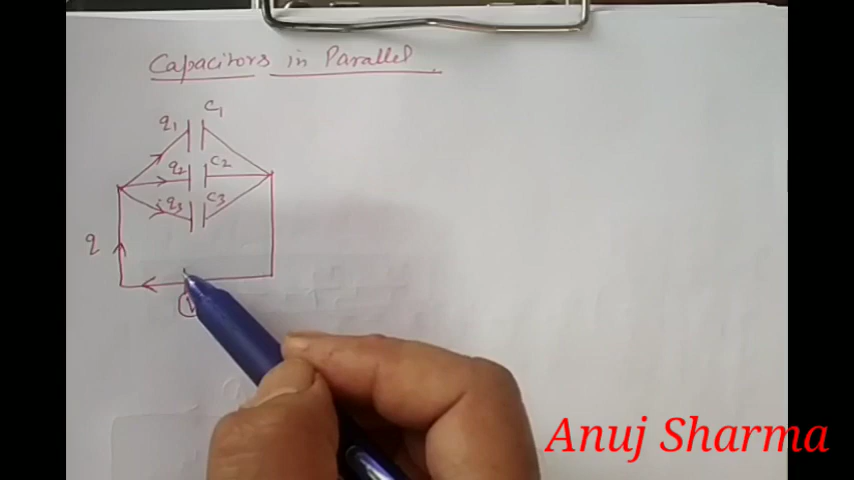 Capacitors in Parallel
C1
q1
q2 C2
q3 C3
q
V
Anuj Sharma